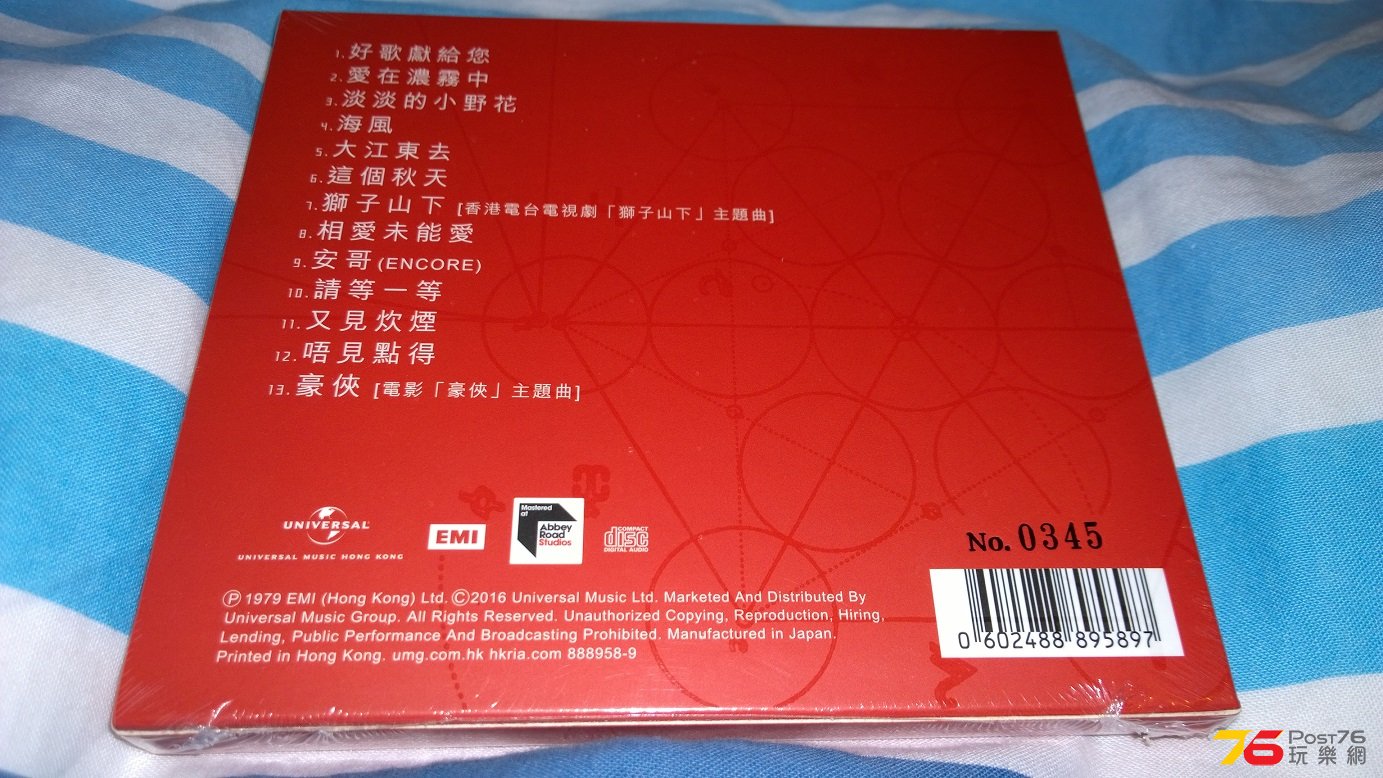 1. 好歌獻給您
2. 愛在濃霧中
3. 淡淡的小野花
4. 海風
5. 大江東去
6. 這個秋天
7. 獅子山下 [香港電台電視劇「獅子山下」主題曲]
8. 相愛未能愛
9. 安哥 (ENCORE)
10. 請等一等
11. 又見炊煙
12. 唔見點得
13. 豪俠 [電影「豪俠」主題曲]
UNIVERSAL
UNIVERSAL MUSIC HONG KONG
EMI
Mastered at
Abbey Road Studios
COMPACT
disc
DIGITAL AUDIO
No. 0345
Ⓟ 1979 EMI (Hong Kong) Ltd. Ⓒ2016 Universal Music Ltd. Marketed And Distributed By
Universal Music Group. All Rights Reserved. Unauthorized Copying, Reproduction, Hiring,
Lending, Public Performance And Broadcasting Prohibited. Manufactured in Japan.
Printed in Hong Kong. umg.com.hk hkria.com 888958-9
0 602488 895897
76 POST76
玩樂網